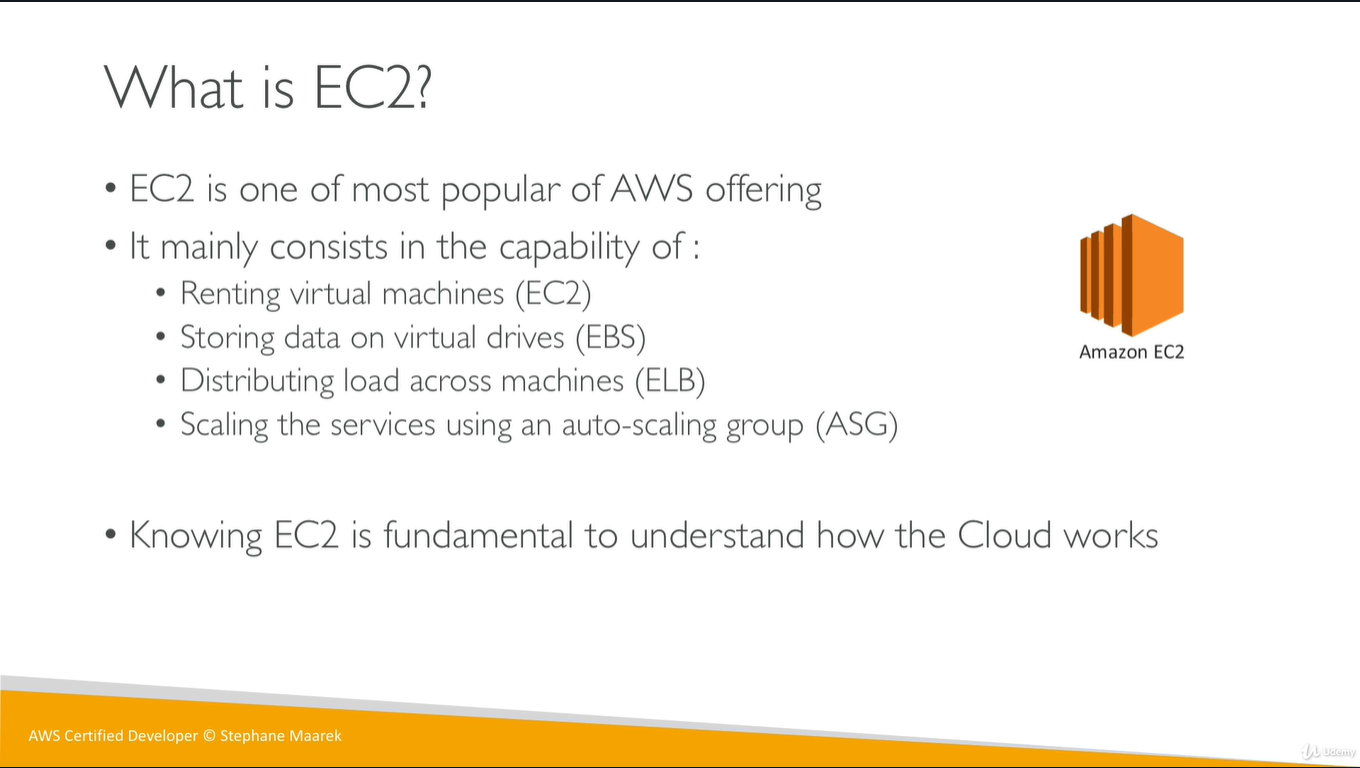 What is EC2?
• EC2 is one of most popular of AWS offering
• It mainly consists in the capability of :
• Renting virtual machines (EC2)
• Storing data on virtual drives (EBS)
• Distributing load across machines (ELB)
• Scaling the services using an auto-scaling group (ASG)
Amazon EC2
• Knowing EC2 is fundamental to understand how the Cloud works
AWS Certified Developer © Stephane Maarek
Udemy